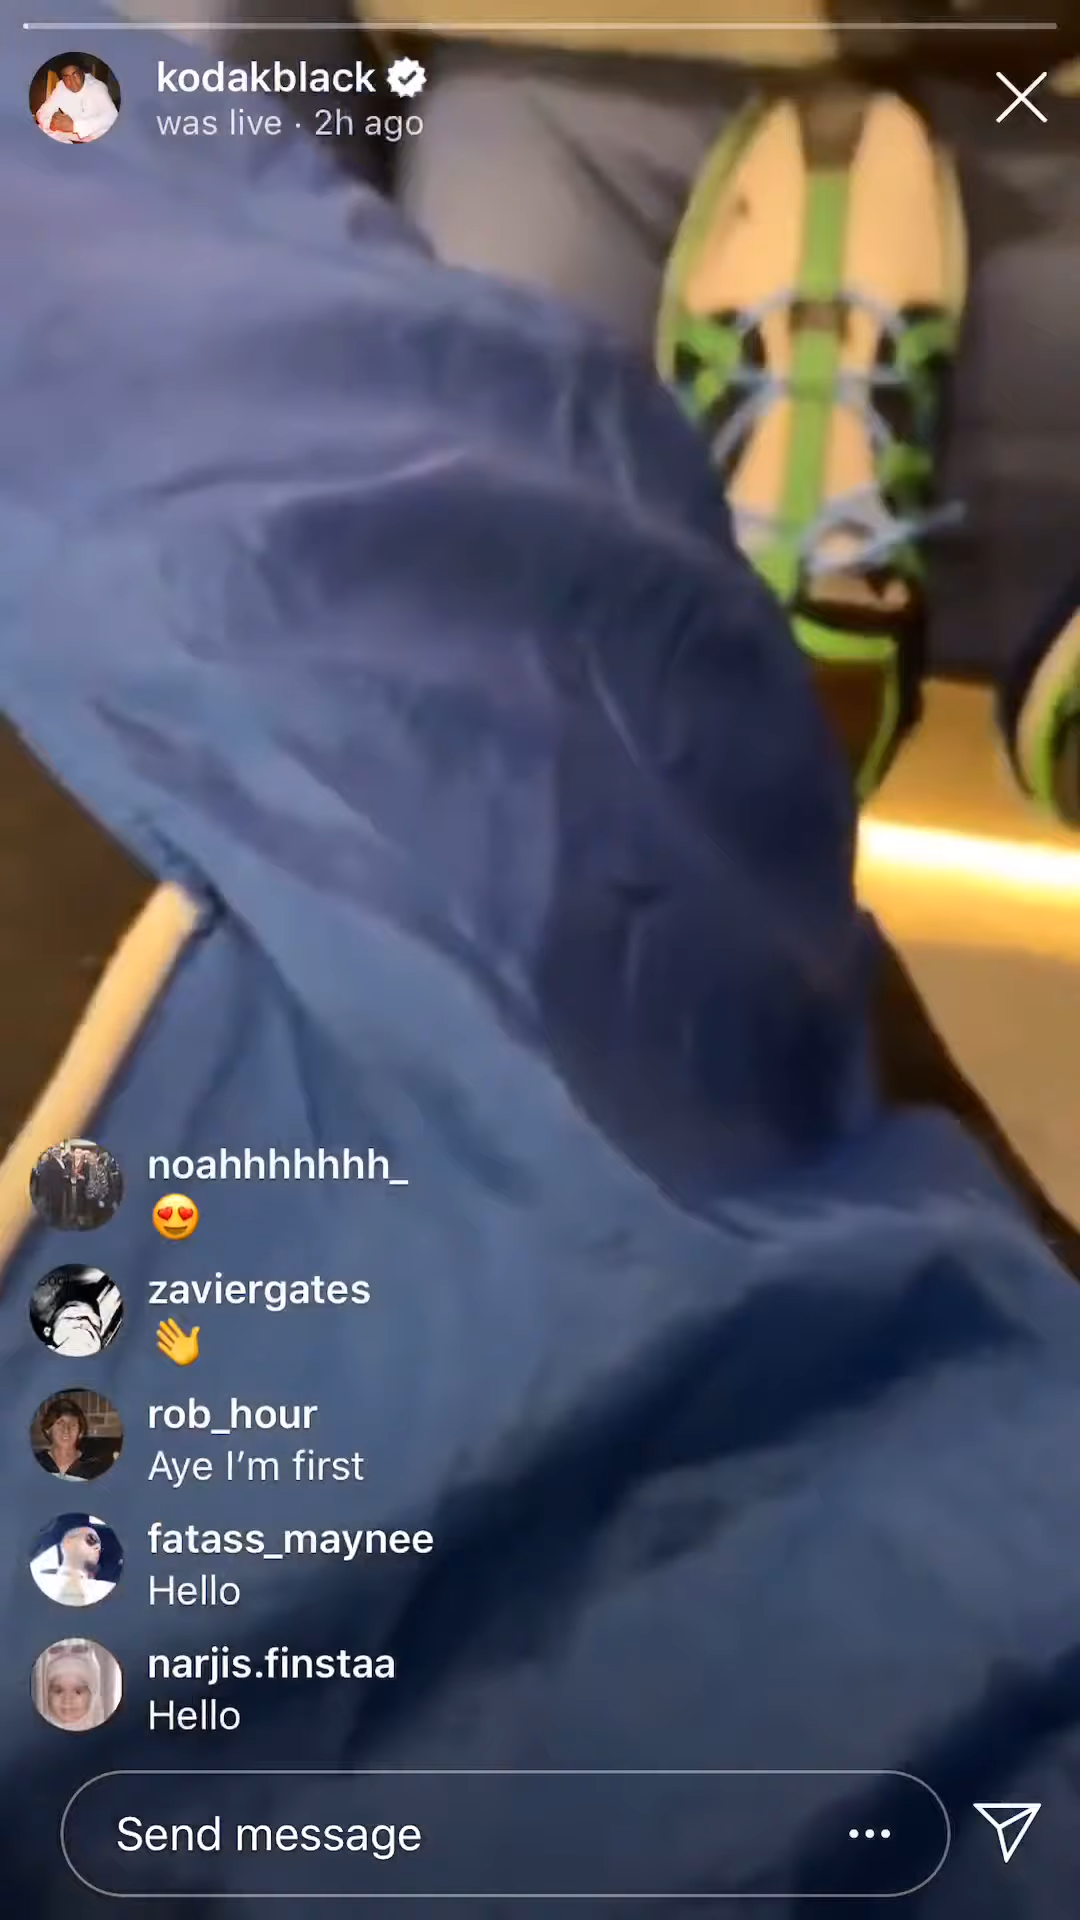 kodakblack
was live · 2h ago
noahhhhhhh_
😍
zaviergates
👋
rob_hour
Aye I’m first
fatass_maynee
Hello
narjis.finstaa
Hello
Send message